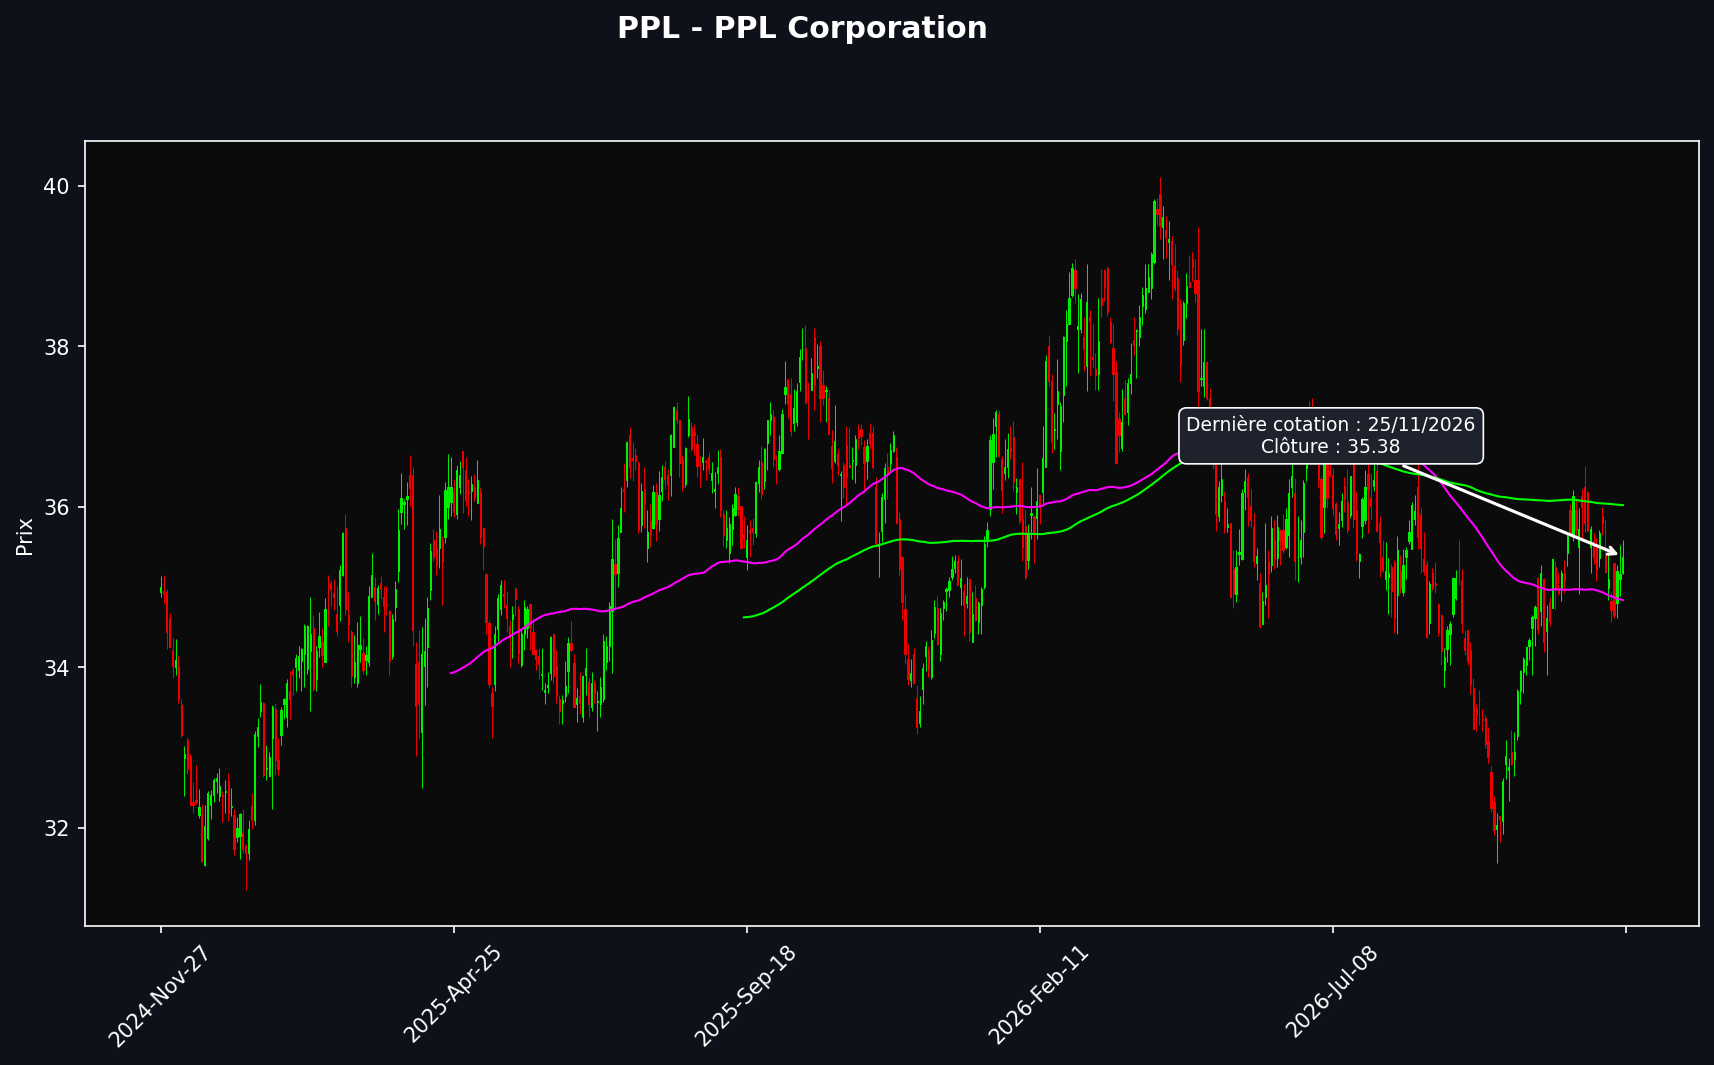 PPL - PPL Corporation
40
38
36
34
32
Prix
Dernière cotation : 25/11/2026
Clôture : 35.38
2024-Nov-27
2025-Apr-25
2025-Sep-18
2026-Feb-11
2026-Jul-08